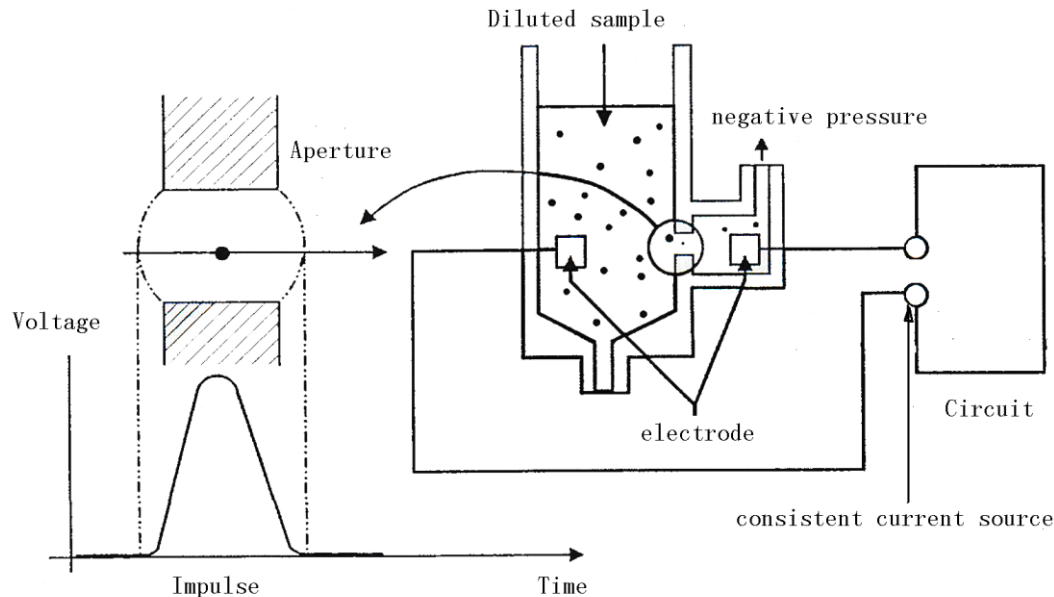 Diluted sample
negative pressure
Aperture
Voltage
electrode
Circuit
consistent current source
Impulse
Time